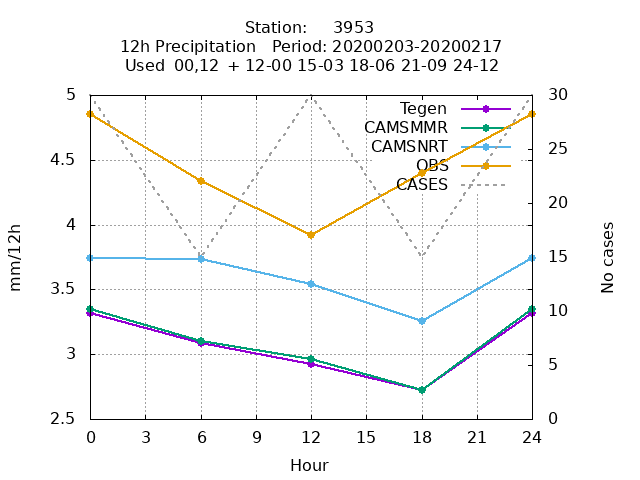 Station: 3953
12h Precipitation Period: 20200203-20200217
Used 00,12 + 12-00 15-03 18-06 21-09 24-12
Tegen
CAMSMMR
CAMSNRT
OBS
CASES
5
4.5
4
3.5
3
2.5
30
25
20
15
10
5
0
mm/12h
No cases
0 3 6 9 12 15 18 21 24
Hour